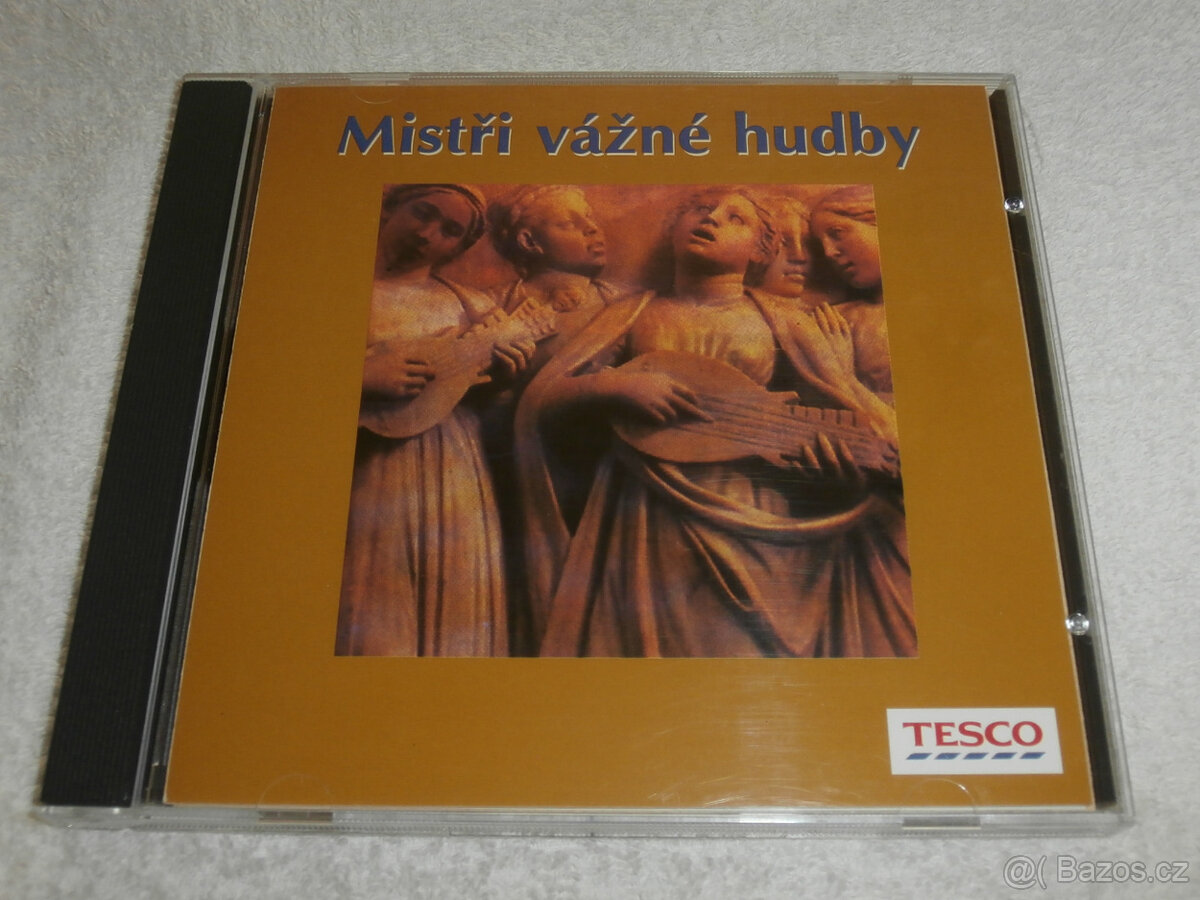 Mistři vážné hudby
TESCO
@( Bazos.cz